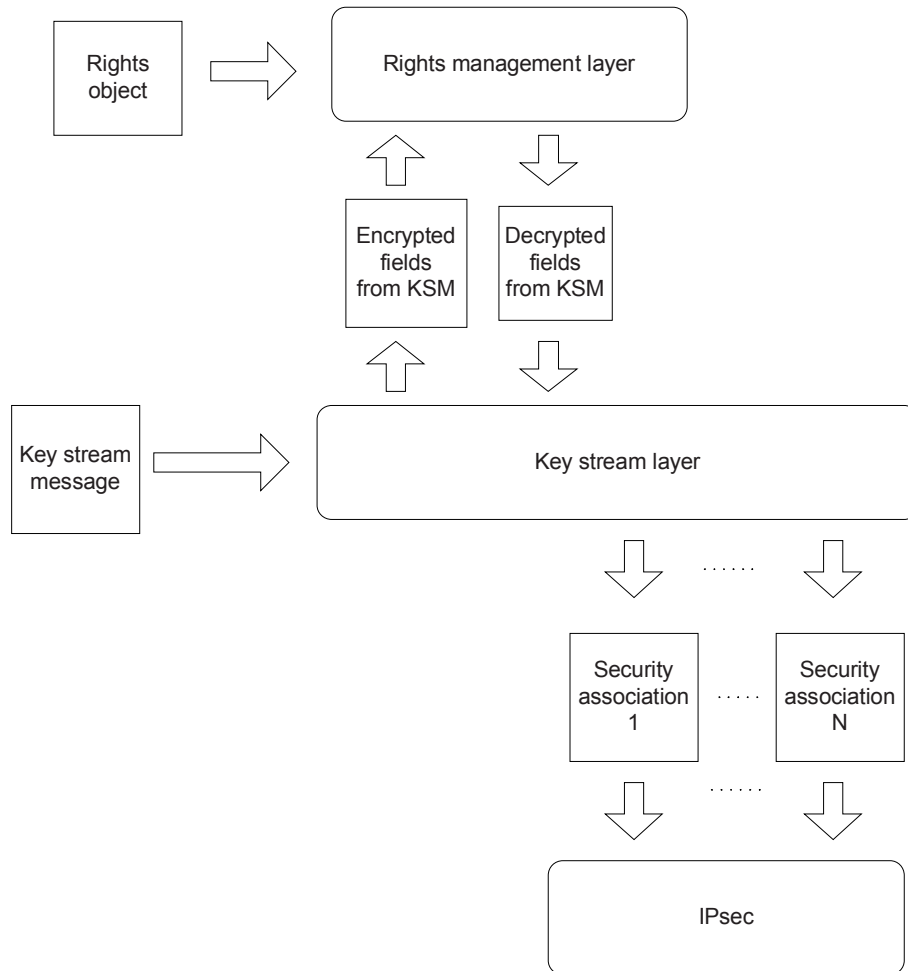 Rights
object
Rights management layer
Encrypted
fields
from KSM
Decrypted
fields
from KSM
Key stream
message
Key stream layer
......
Security
association
1
.....
Security
association
N
......
IPsec